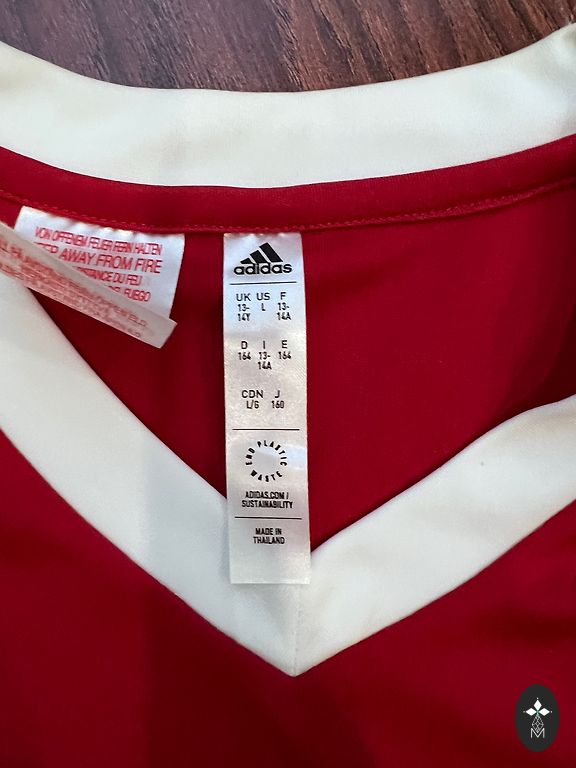 VON OFFENEM FEUER FERN HALTEN
KEEP AWAY FROM FIRE
DISTANCE DU FEU
DEL FUEGO
adidas
UK US F
13- L 13-
14Y 14A
D I E
164 13- 164
14A
CDN J
L/G 160
END PLASTIC WASTE
ADIDAS.COM/
SUSTAINABILITY
MADE IN
THAILAND